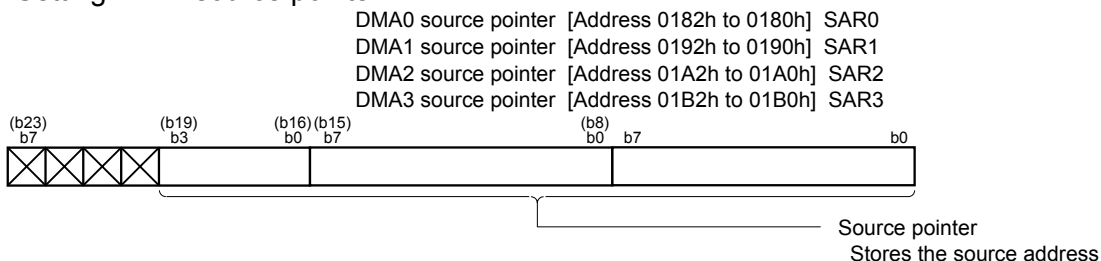 DMA0 source pointer [Address 0182h to 0180h] SAR0
DMA1 source pointer [Address 0192h to 0190h] SAR1
DMA2 source pointer [Address 01A2h to 01A0h] SAR2
DMA3 source pointer [Address 01B2h to 01B0h] SAR3
(b23) (b19) (b16)(b15) (b8)
b7 b3 b0 b7 b0 b7 b0
Source pointer
Stores the source address